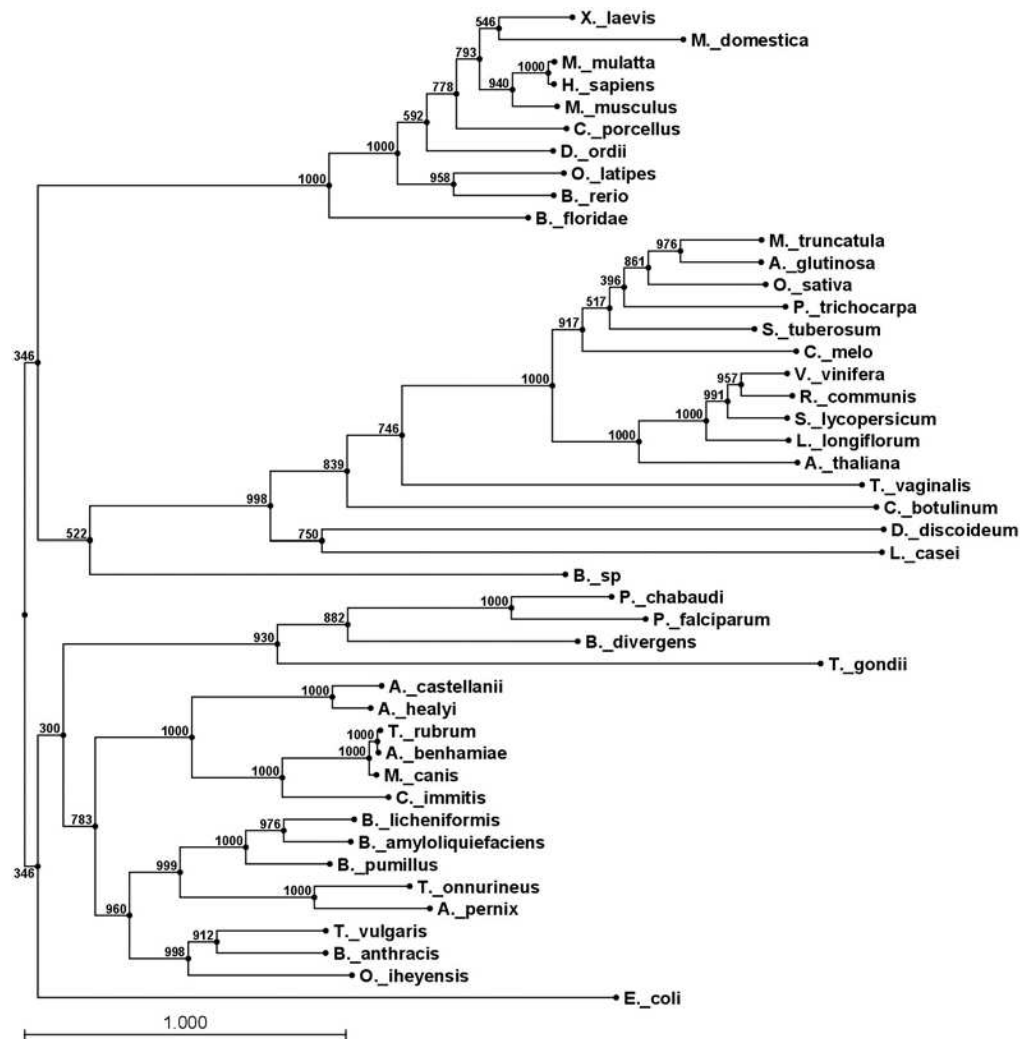 546
X._laevis
M._domestica
793
1000
M._mulatta
H._sapiens
940
M._musculus
778
C._porcellus
592
D._ordii
1000
O._latipes
958
B._rerio
1000
B._floridae
M._truncatula
976
A._glutinosa
861
O._sativa
396
P._trichocarpa
517
S._tuberosum
917
C._melo
346
V._vinifera
957
R._communis
1000
991
S._lycopersicum
1000
L._longiflorum
746
1000
A._thaliana
839
T._vaginalis
998
C._botulinum
522
750
D._discoideum
L._casei
B._sp
P._chabaudi
1000
P._falciparum
882
B._divergens
930
T._gondii
A._castellanii
1000
A._healyi
300
1000
T._rubrum
1000
A._benhamiae
1000
M._canis
1000
C._immitis
783
B._licheniformis
976
B._amyloliquefaciens
1000
B._pumillus
999
346
T._onnurineus
1000
A._pernix
960
T._vulgaris
912
B._anthracis
998
O._iheyensis
E._coli
1.000